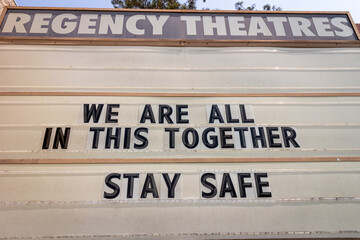 REGENCY THEATRES
WE ARE ALL
IN THIS TOGETHER
STAY SAFE